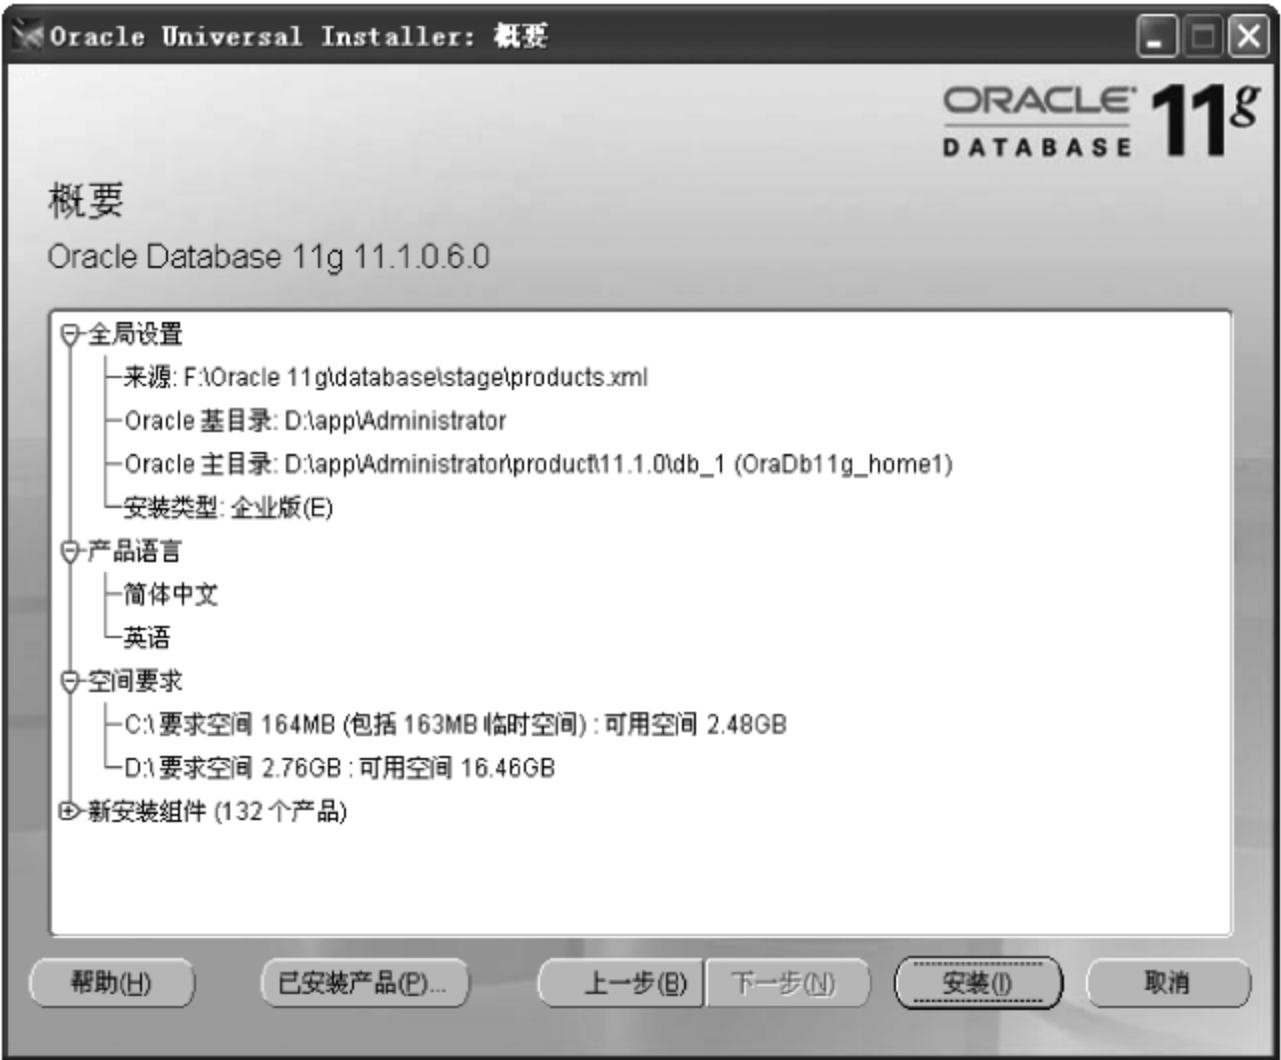 Oracle Universal Installer: 概要
ORACLE
DATABASE 11g
概要
Oracle Database 11g 11.1.0.6.0
全局设置
来源: F:\Oracle 11g\database\stage\products.xml
Oracle 基目录: D:\app\Administrator
Oracle 主目录: D:\app\Administrator\product\11.1.0\db_1 (OraDb11g_home1)
安装类型: 企业版(E)
产品语言
简体中文
英语
空间要求
C:\ 要求空间 164MB (包括 163MB 临时空间) : 可用空间 2.48GB
D:\ 要求空间 2.76GB : 可用空间 16.46GB
新安装组件 (132 个产品)
帮助(H) 已安装产品(P)... 上一步(B) 下一步(N) 安装(I) 取消